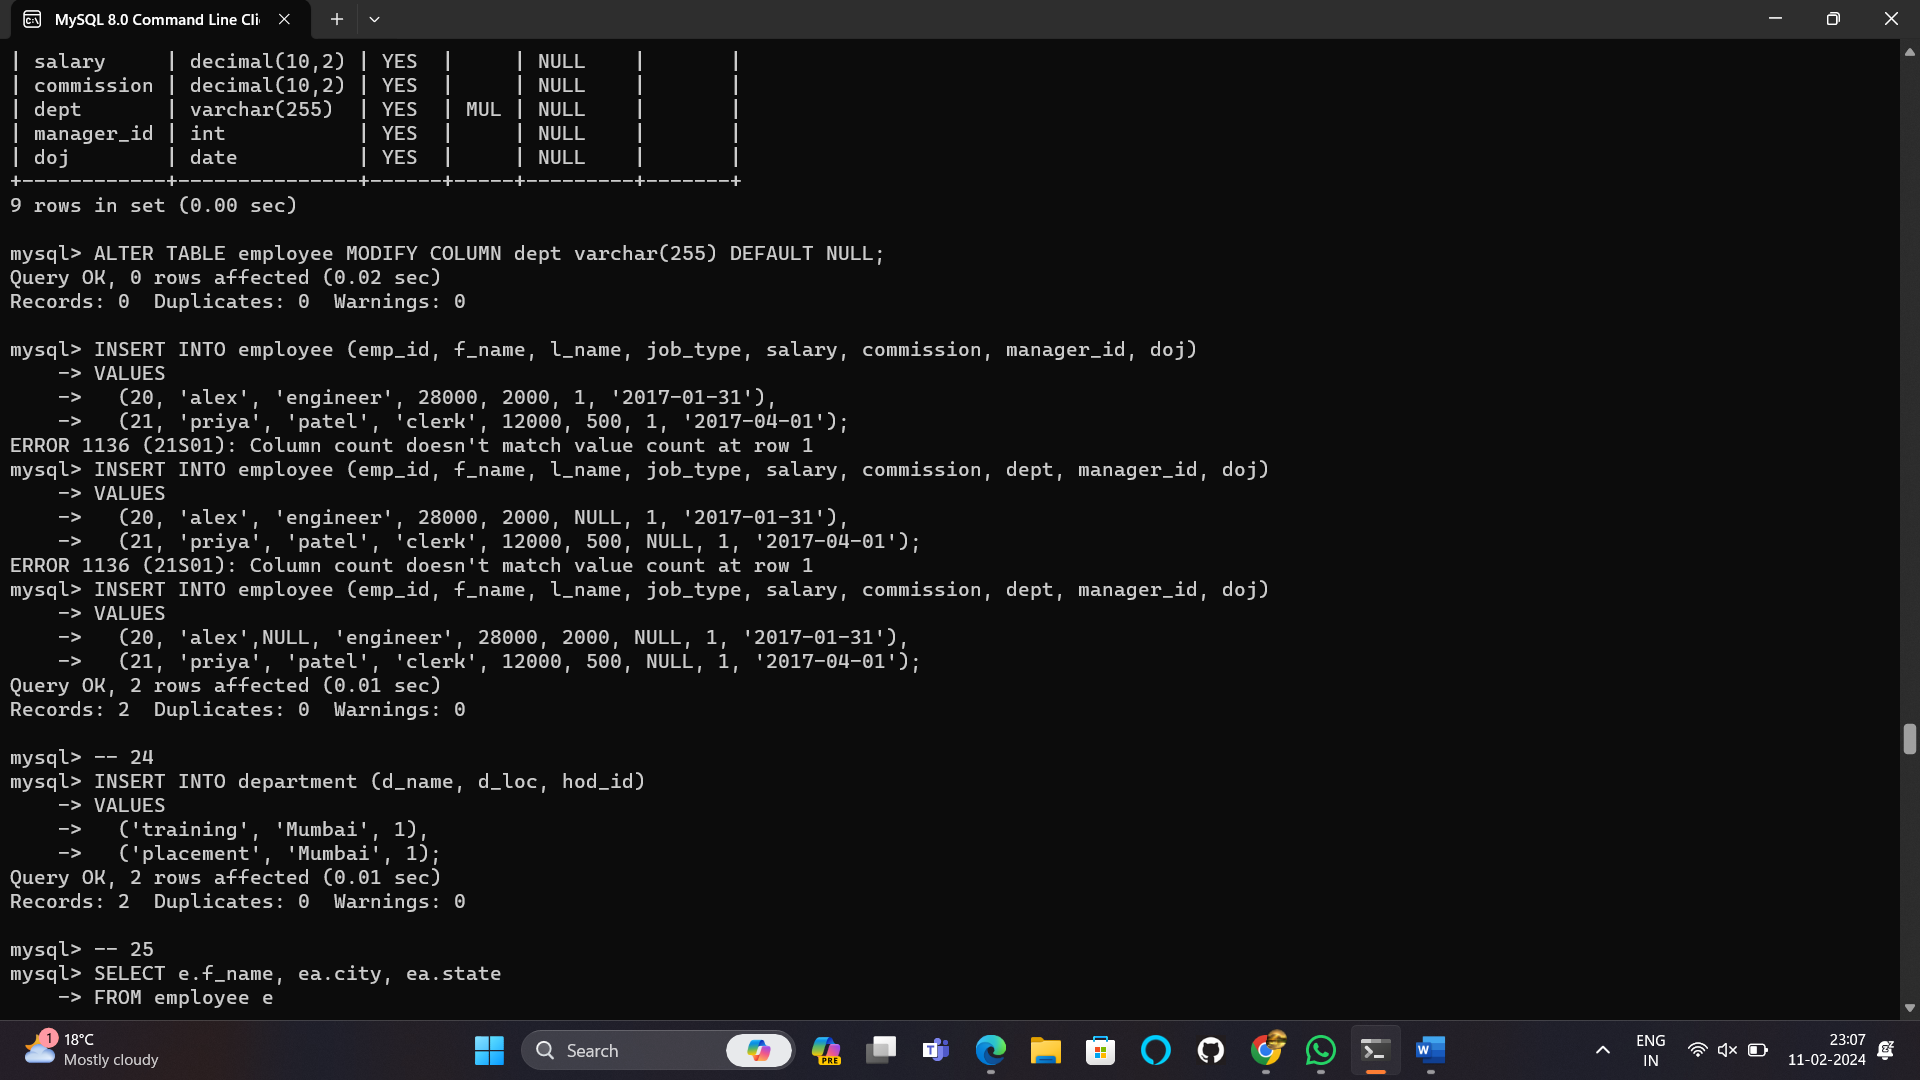 MySQL 8.0 Command Line Cli
| salary     | decimal(10,2) | YES  |     | NULL    |       |
| commission | decimal(10,2) | YES  |     | NULL    |       |
| dept       | varchar(255)  | YES  | MUL | NULL    |       |
| manager_id | int           | YES  |     | NULL    |       |
| doj        | date          | YES  |     | NULL    |       |
+------------+---------------+------+-----+---------+-------+
9 rows in set (0.00 sec)
mysql> ALTER TABLE employee MODIFY COLUMN dept varchar(255) DEFAULT NULL;
Query OK, 0 rows affected (0.02 sec)
Records: 0  Duplicates: 0  Warnings: 0
mysql> INSERT INTO employee (emp_id, f_name, l_name, job_type, salary, commission, manager_id, doj)
    -> VALUES
    ->   (20, 'alex', 'engineer', 28000, 2000, 1, '2017-01-31'),
    ->   (21, 'priya', 'patel', 'clerk', 12000, 500, 1, '2017-04-01');
ERROR 1136 (21S01): Column count doesn't match value count at row 1
mysql> INSERT INTO employee (emp_id, f_name, l_name, job_type, salary, commission, dept, manager_id, doj)
    -> VALUES
    ->   (20, 'alex', 'engineer', 28000, 2000, NULL, 1, '2017-01-31'),
    ->   (21, 'priya', 'patel', 'clerk', 12000, 500, NULL, 1, '2017-04-01');
ERROR 1136 (21S01): Column count doesn't match value count at row 1
mysql> INSERT INTO employee (emp_id, f_name, l_name, job_type, salary, commission, dept, manager_id, doj)
    -> VALUES
    ->   (20, 'alex',NULL, 'engineer', 28000, 2000, NULL, 1, '2017-01-31'),
    ->   (21, 'priya', 'patel', 'clerk', 12000, 500, NULL, 1, '2017-04-01');
Query OK, 2 rows affected (0.01 sec)
Records: 2  Duplicates: 0  Warnings: 0
mysql> -- 24
mysql> INSERT INTO department (d_name, d_loc, hod_id)
    -> VALUES
    ->   ('training', 'Mumbai', 1),
    ->   ('placement', 'Mumbai', 1);
Query OK, 2 rows affected (0.01 sec)
Records: 2  Duplicates: 0  Warnings: 0
mysql> -- 25
mysql> SELECT e.f_name, ea.city, ea.state
    -> FROM employee e
1 18°C
Mostly cloudy
Search
PRE
ENG
IN
23:07
11-02-2024